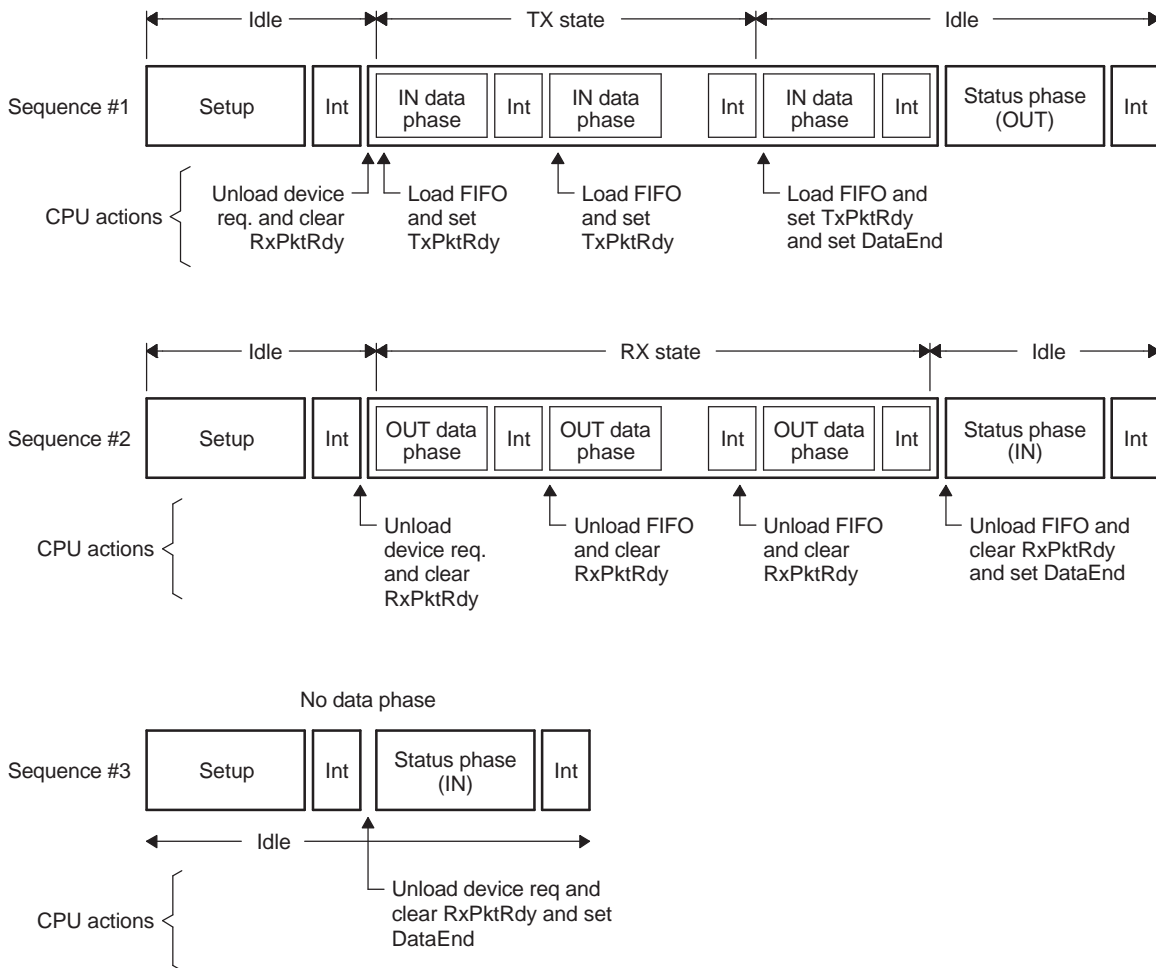 Idle
TX state
Idle
Sequence #1
Setup
Int
IN data
phase
Int
IN data
phase
Int
IN data
phase
Int
Status phase
(OUT)
Int
CPU actions
Unload device
req. and clear
RxPktRdy
Load FIFO
and set
TxPktRdy
Load FIFO
and set
TxPktRdy
Load FIFO and
set TxPktRdy
and set DataEnd
Idle
RX state
Idle
Sequence #2
Setup
Int
OUT data
phase
Int
OUT data
phase
Int
OUT data
phase
Int
Status phase
(IN)
Int
CPU actions
Unload
device req.
and clear
RxPktRdy
Unload FIFO
and clear
RxPktRdy
Unload FIFO
and clear
RxPktRdy
Unload FIFO and
clear RxPktRdy
and set DataEnd
No data phase
Sequence #3
Setup
Int
Status phase
(IN)
Int
Idle
CPU actions
Unload device req and
clear RxPktRdy and set
DataEnd